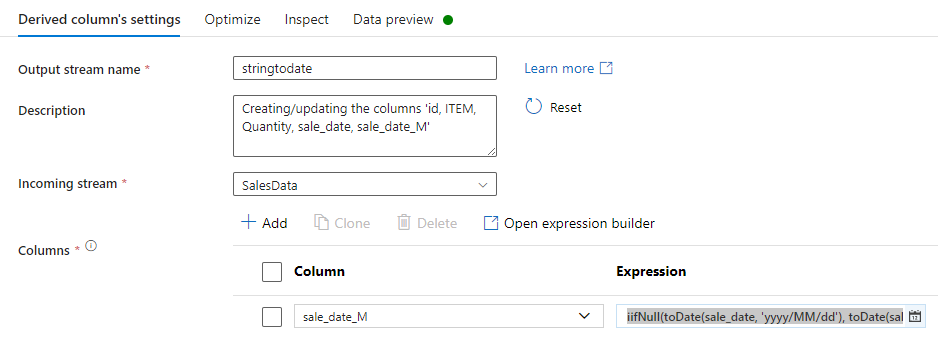 Derived column's settings Optimize Inspect Data preview
Output stream name * stringtodate Learn more
Description Creating/updating the columns 'id, ITEM,
Quantity, sale_date, sale_date_M'
Reset
Incoming stream * SalesData
Add Clone Delete Open expression builder
Columns *
Column Expression
sale_date_M iifNull(toDate(sale_date, 'yyyy/MM/dd'), toDate(sal